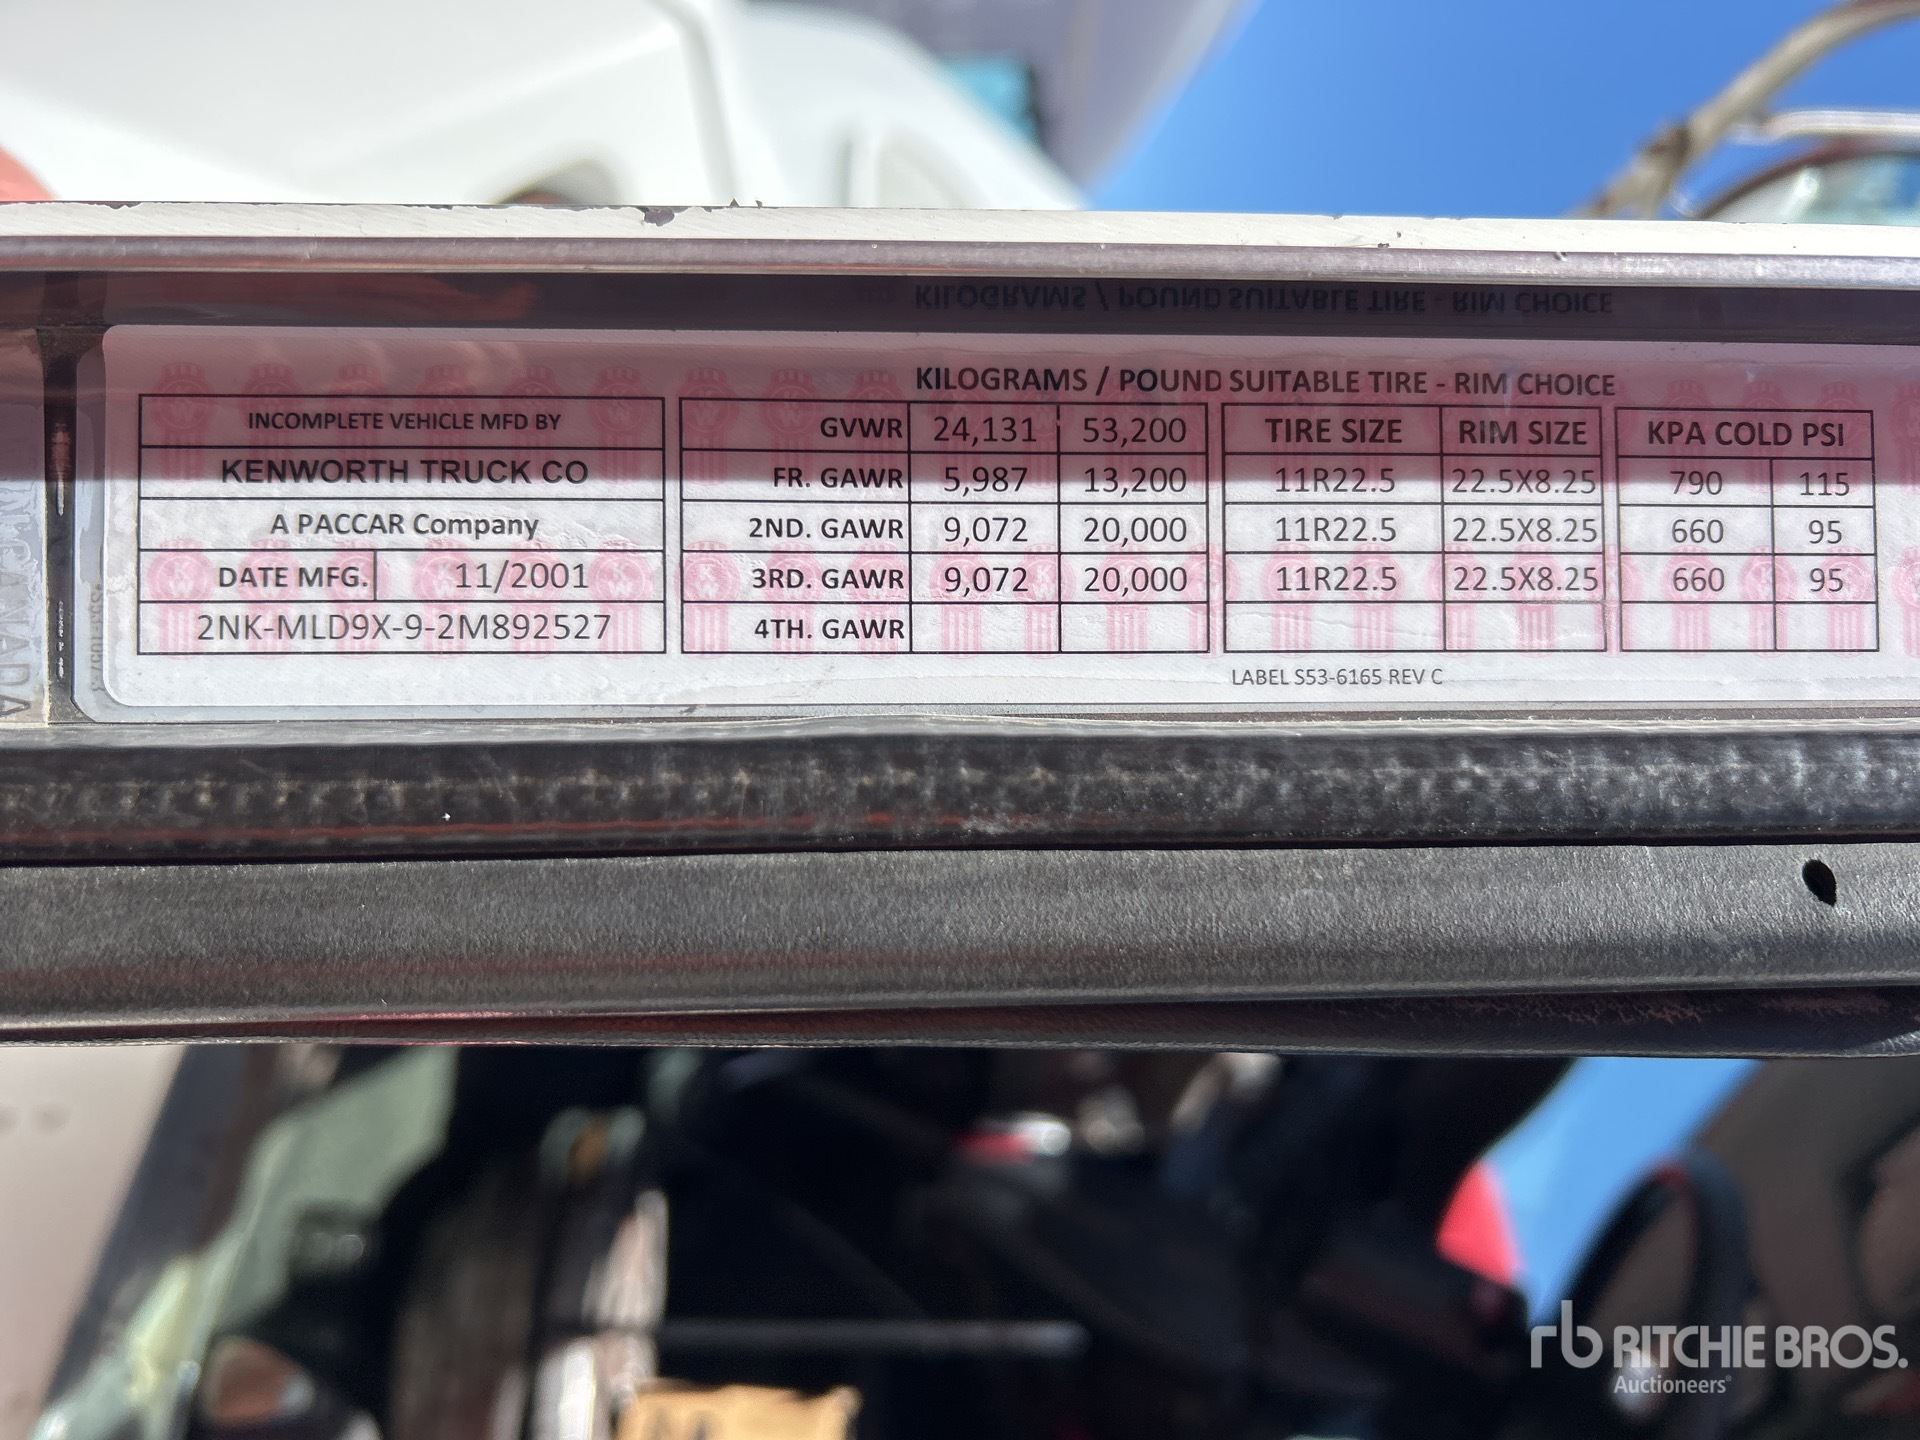 KILOGRAMS / POUND SUITABLE TIRE - RIM CHOICE
INCOMPLETE VEHICLE MFD BY
KENWORTH TRUCK CO
A PACCAR Company
DATE MFG. 11/2001
2NK-MLD9X-9-2M892527
GVWR 24,131 53,200 TIRE SIZE RIM SIZE KPA COLD PSI
FR. GAWR 5,987 13,200 11R22.5 22.5X8.25 790 115
2ND. GAWR 9,072 20,000 11R22.5 22.5X8.25 660 95
3RD. GAWR 9,072 20,000 11R22.5 22.5X8.25 660 95
4TH. GAWR
LABEL S53-6165 REV C
rb RITCHIE BROS.
Auctioneers